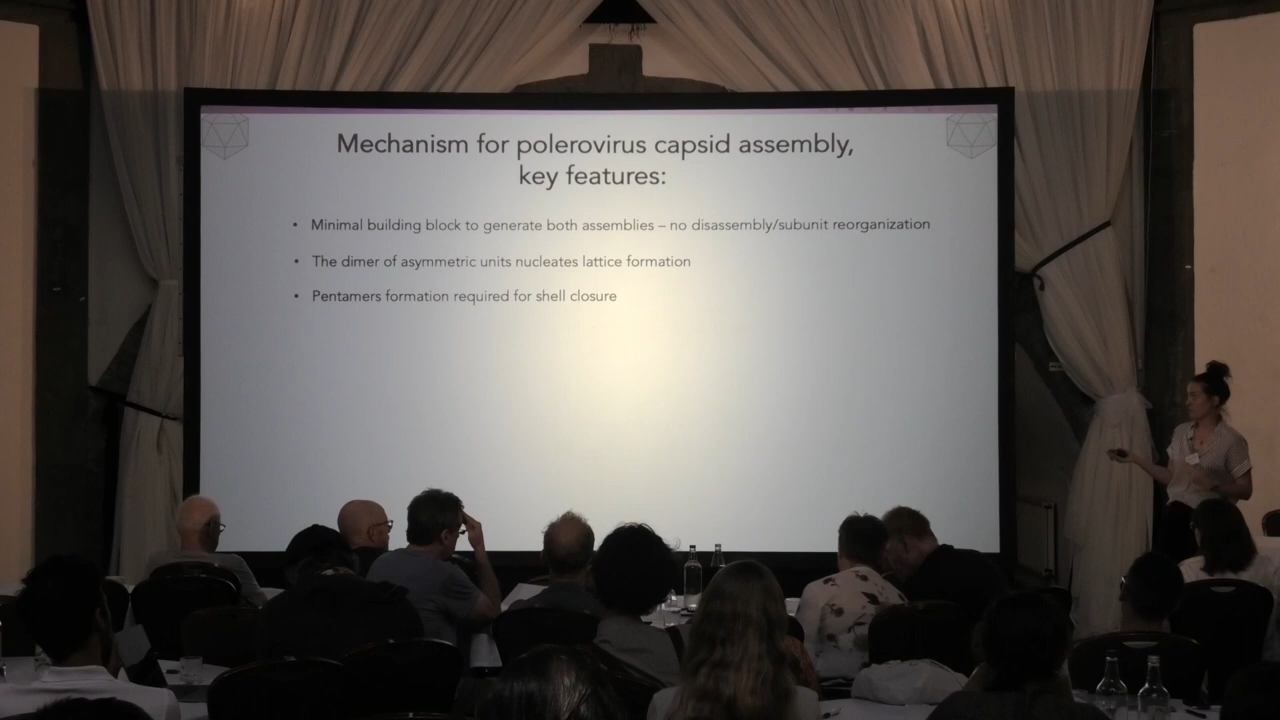 Mechanism for polerovirus capsid assembly,
key features:
• Minimal building block to generate both assemblies – no disassembly/subunit reorganization
• The dimer of asymmetric units nucleates lattice formation
• Pentamers formation required for shell closure